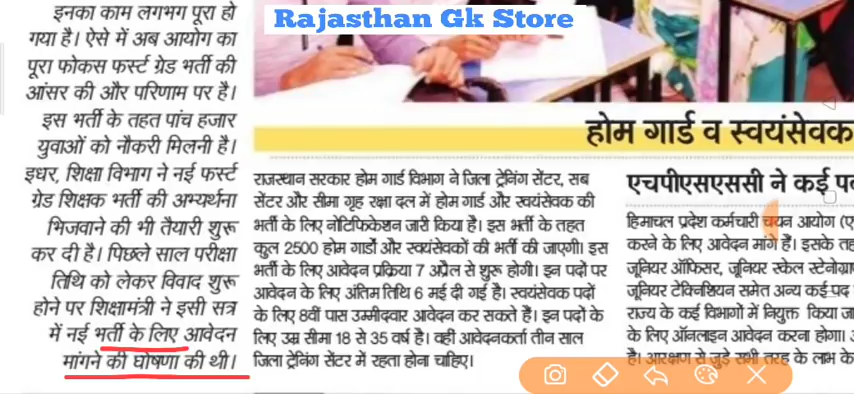 इनका काम लगभग पूरा हो
गया है। ऐसे में अब आयोग का
पूरा फोकस फर्स्ट ग्रेड भर्ती की
आंसर की और परिणाम पर है।
इस भर्ती के तहत पांच हजार
युवाओं को नौकरी मिलनी है।
इधर, शिक्षा विभाग ने नई फर्स्ट
ग्रेड शिक्षक भर्ती की अभ्यर्थना
भिजवाने की भी तैयारी शुरू
कर दी है। पिछले साल परीक्षा
तिथि को लेकर विवाद शुरू
होने पर शिक्षामंत्री ने इसी सत्र
में नई भर्ती के लिए आवेदन
मांगने की घोषणा की थी।
Rajasthan Gk Store
होम गार्ड व स्वयंसेवक
राजस्थान सरकार होम गार्ड विभाग ने जिला ट्रेनिंग सेंटर, सब
सेंटर और सीमा गृह रक्षा दल में होम गार्ड और स्वयंसेवक की
भर्ती के लिए नोटिफिकेशन जारी किया है। इस भर्ती के तहत
कुल 2500 होम गार्डों और स्वयंसेवकों की भर्ती की जाएगी। इस
भर्ती के लिए आवेदन प्रक्रिया 7 अप्रैल से शुरू होगी। इन पदों पर
आवेदन के लिए अंतिम तिथि 6 मई दी गई है। स्वयंसेवक पदों
के लिए 8वीं पास उम्मीदवार आवेदन कर सकते हैं। इन पदों के
लिए उम्र सीमा 18 से 35 वर्ष है। वहीं आवेदनकर्ता तीन साल
जिला ट्रेनिंग सेंटर में रहता होना चाहिए।
एचपीएसएससी ने कई
हिमाचल प्रदेश कर्मचारी चयन आयोग
करने के लिए आवेदन मांगे हैं। इसके
जूनियर ऑफिसर, जूनियर स्केल
जूनियर टेक्निशियन समेत अन्य कई पद
राज्य के कई विभागों में नियुक्त किया
के लिए ऑनलाइन आवेदन करना होगा।
है। आरक्षण से जुड़े सभी तरह के लाभ के